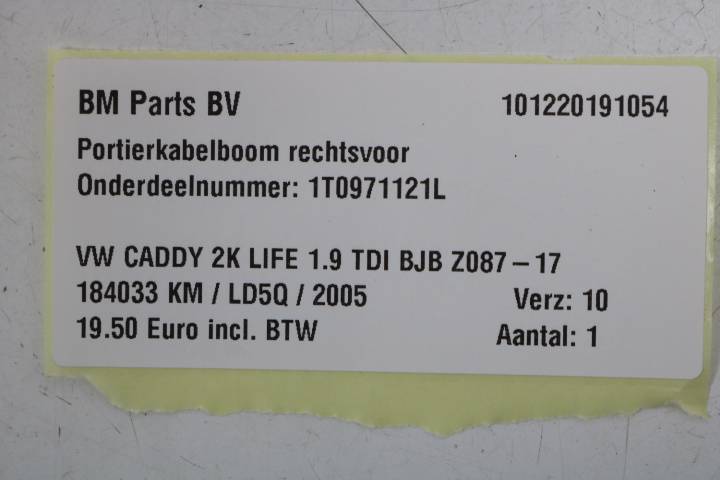 BM Parts BV 101220191054
Portierkabelboom rechtsvoor
Onderdeelnummer: 1T0971121L
VW CADDY 2K LIFE 1.9 TDI BJB Z087-17
184033 KM / LD5Q / 2005 Verz: 10
19.50 Euro incl. BTW Aantal: 1